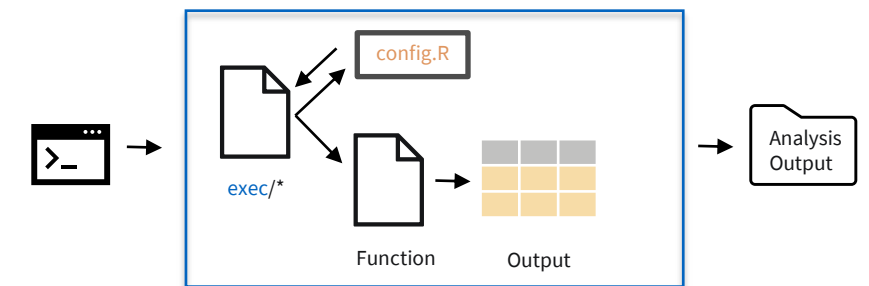 config.R
>_
exec/*
Analysis
Output
Function
Output